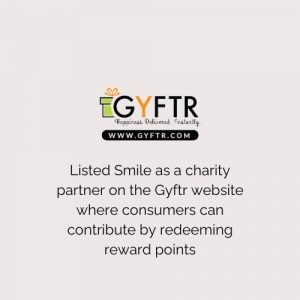 GYFTR
Happiness. Delivered. Instantly.
WWW.GYFTR.COM
Listed Smile as a charity
partner on the Gyftr website
where consumers can
contribute by redeeming
reward points